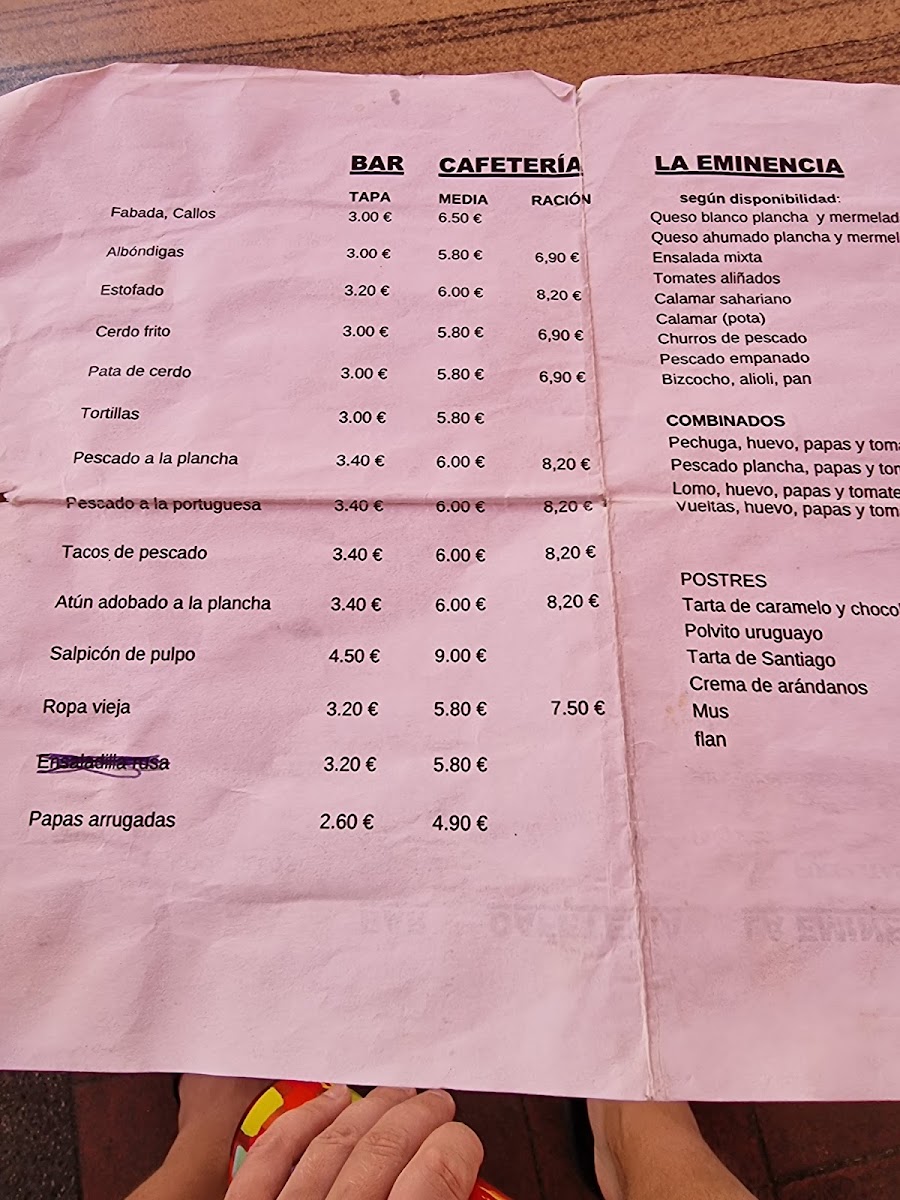 BAR CAFETERÍA LA EMINENCIA
TAPA MEDIA RACIÓN
Fabada, Callos 3.00 € 6.50 €
Albóndigas 3.00 € 5.80 € 6,90 €
Estofado 3.20 € 6.00 € 8,20 €
Cerdo frito 3.00 € 5.80 € 6,90 €
Pata de cerdo 3.00 € 5.80 € 6,90 €
Tortillas 3.00 € 5.80 €
Pescado a la plancha 3.40 € 6.00 € 8,20 €
Pescado a la portuguesa 3.40 € 6.00 € 8,20 €
Tacos de pescado 3.40 € 6.00 € 8,20 €
Atún adobado a la plancha 3.40 € 6.00 € 8,20 €
Salpicón de pulpo 4.50 € 9.00 €
Ropa vieja 3.20 € 5.80 € 7.50 €
Ensaladilla rusa 3.20 € 5.80 €
Papas arrugadas 2.60 € 4.90 €
según disponibilidad:
Queso blanco plancha y mermelad
Queso ahumado plancha y mermel
Ensalada mixta
Tomates aliñados
Calamar sahariano
Calamar (pota)
Churros de pescado
Pescado empanado
Bizcocho, alioli, pan
COMBINADOS
Pechuga, huevo, papas y toma
Pescado plancha, papas y tom
Lomo, huevo, papas y tomate
Vueltas, huevo, papas y tom
POSTRES
Tarta de caramelo y chocol
Polvito uruguayo
Tarta de Santiago
Crema de arándanos
Mus
flan